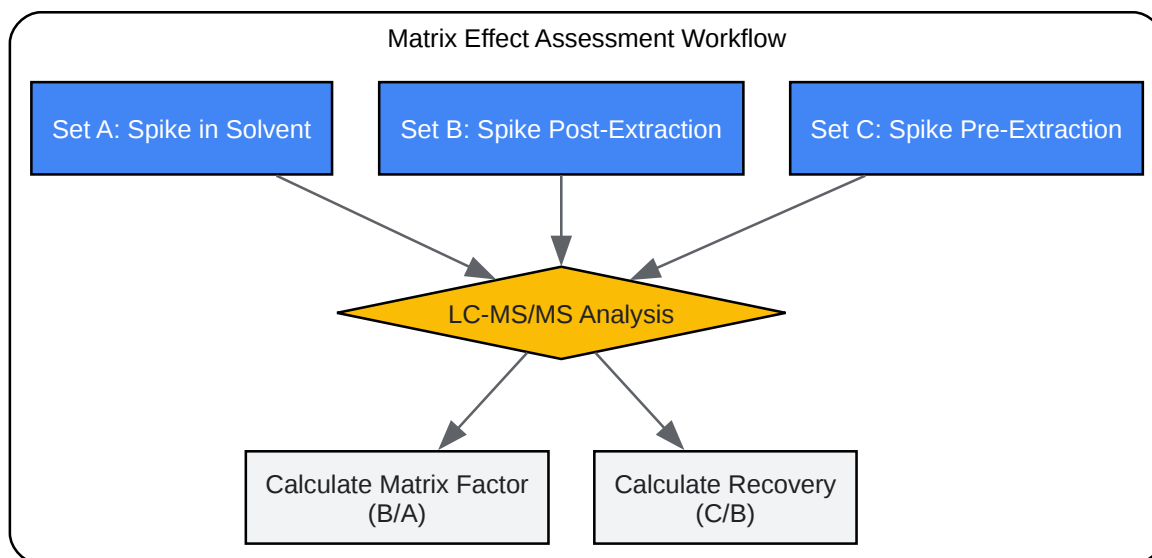 Matrix Effect Assessment Workflow
Set A: Spike in Solvent
Set B: Spike Post-Extraction
Set C: Spike Pre-Extraction
LC-MS/MS Analysis
Calculate Matrix Factor
(B/A)
Calculate Recovery
(C/B)